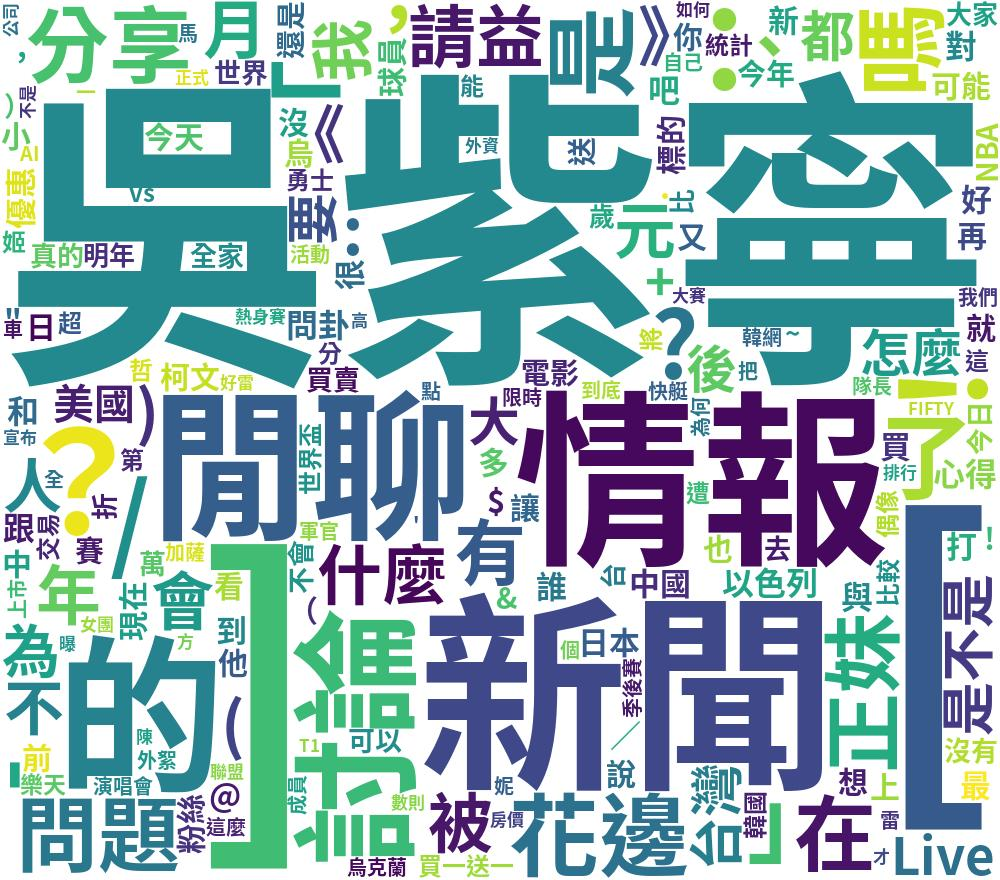 公司
,
分享
馬
月
還是
我
,
球員
請益
是
》
如何
你
統計
自己
:
、
新
今年
都
嗎
大家
對
可能
正式
一
世界
「
能
吧
)
不是
小
AI
優惠
姬
吳紫寧
今天
vs
沒
烏
《
勇士
要
外資
送
標的
NBA
歲
元
比
又
+
好
再
真的
明年
全家
活動
很
:
大賽
我們
"
車
日
超
熱身賽
問卦
高
分
?
將
韓網
~
怎麼
就
這
哲
柯文
好雷
買賣
電影
限時
到底
快艇
後
把
隊長
!
和
宣布
美國
)
點
大
為何
FIFTY
了
今日
人
?
全
第
折
閒聊
世界盃
多
$
讓
情報
遭
買
排行
心得
偶像
跟
交易
賽
/
萬
加薩
軍官
'
有
也
去
[
打
!
中
上市
年
現在
會
看
]
不會
什麼
(
&
誰
台
中國
以色列
與
比較
是不是
為
曝
女團
方
到
他
討論
新聞
個
日本
季後賽
正妹
不
的
陳
外絮
(
可以
/
沒有
前
樂天
演唱會
聯盟
T1
說
想
上
最
問題
粉絲
@
這麼
成員
數則
被
妮
房價
花邊
台灣
韓國
」
在
雷
才
Live
烏克蘭
買一送一